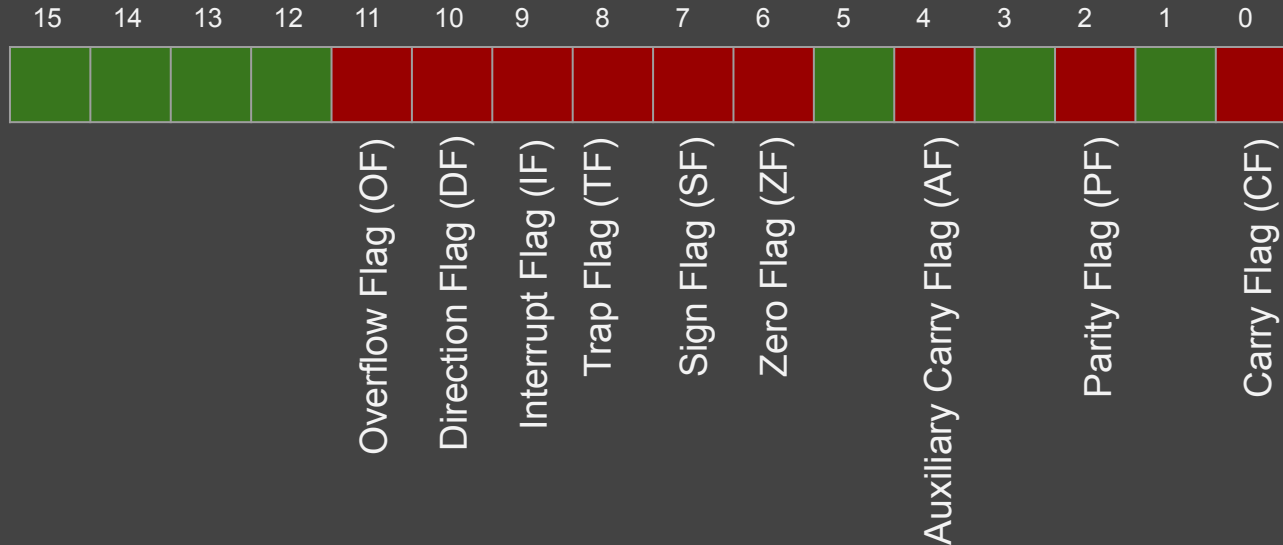 15 14 13 12 11 10 9 8 7 6 5 4 3 2 1 0
Overflow Flag (OF)
Direction Flag (DF)
Interrupt Flag (IF)
Trap Flag (TF)
Sign Flag (SF)
Zero Flag (ZF)
Auxiliary Carry Flag (AF)
Parity Flag (PF)
Carry Flag (CF)